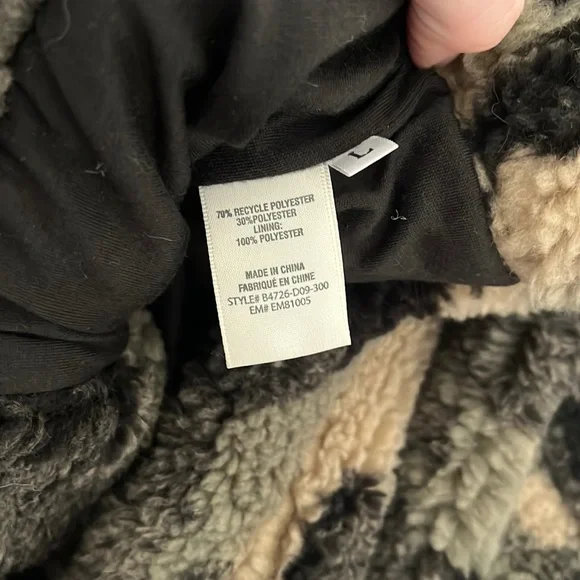 L
70% RECYCLE POLYESTER
30%POLYESTER
LINING:
100% POLYESTER
MADE IN CHINA
FABRIQUÉ EN CHINE
STYLE# B4726-D09-300
EM# EM81005